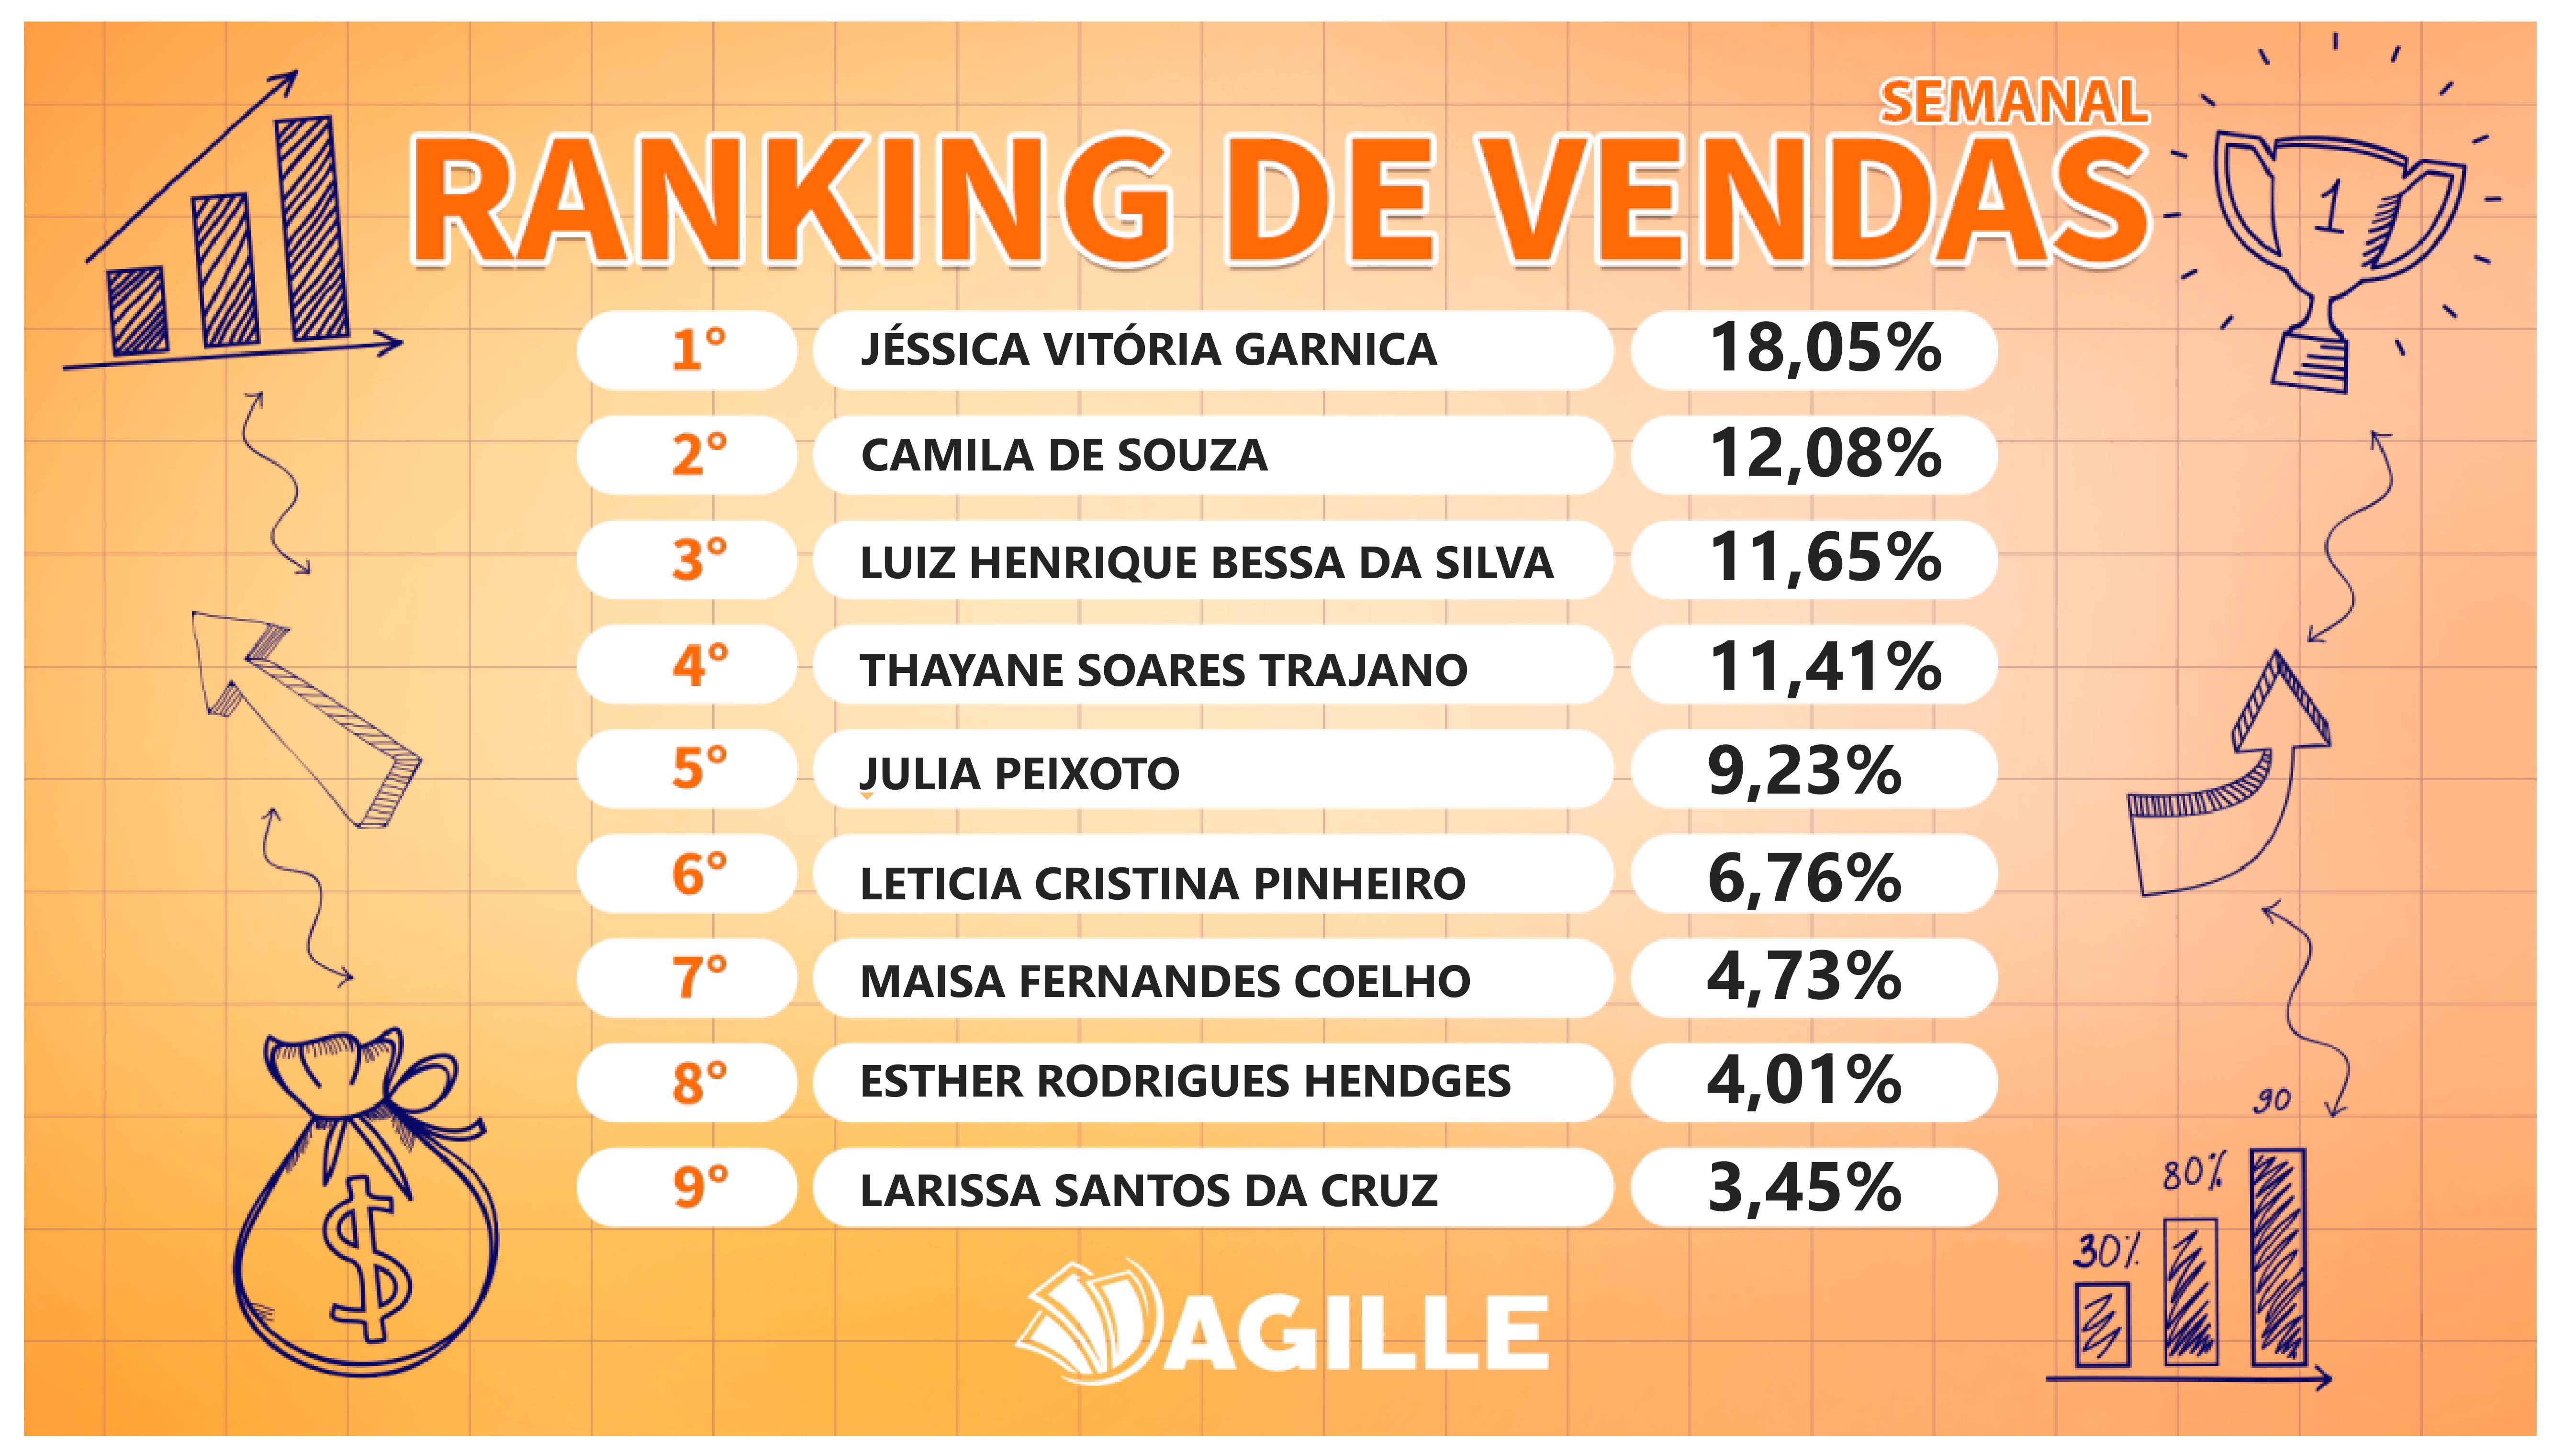 SEMANAL
RANKING DE VENDAS
1
1° JÉSSICA VITÓRIA GARNICA 18,05%
2° CAMILA DE SOUZA 12,08%
3° LUIZ HENRIQUE BESSA DA SILVA 11,65%
4° THAYANE SOARES TRAJANO 11,41%
5° JULIA PEIXOTO 9,23%
6° LETICIA CRISTINA PINHEIRO 6,76%
7° MAISA FERNANDES COELHO 4,73%
8° ESTHER RODRIGUES HENDGES 4,01%
9° LARISSA SANTOS DA CRUZ 3,45%
$
30% 80% 90
AGILLE